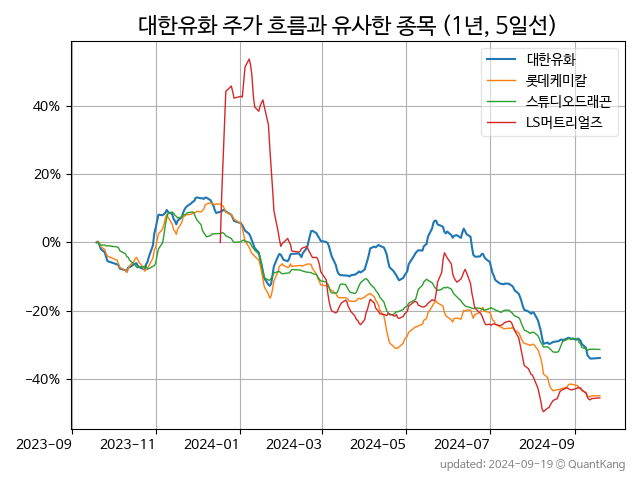 대한유화 주가 흐름과 유사한 종목 (1년, 5일선)
대한유화
롯데케미칼
스튜디오드래곤
LS머트리얼즈
40%
20%
0%
−20%
−40%
2023-09
2023-11
2024-01
2024-03
2024-05
2024-07
2024-09
updated: 2024-09-19 © QuantKang